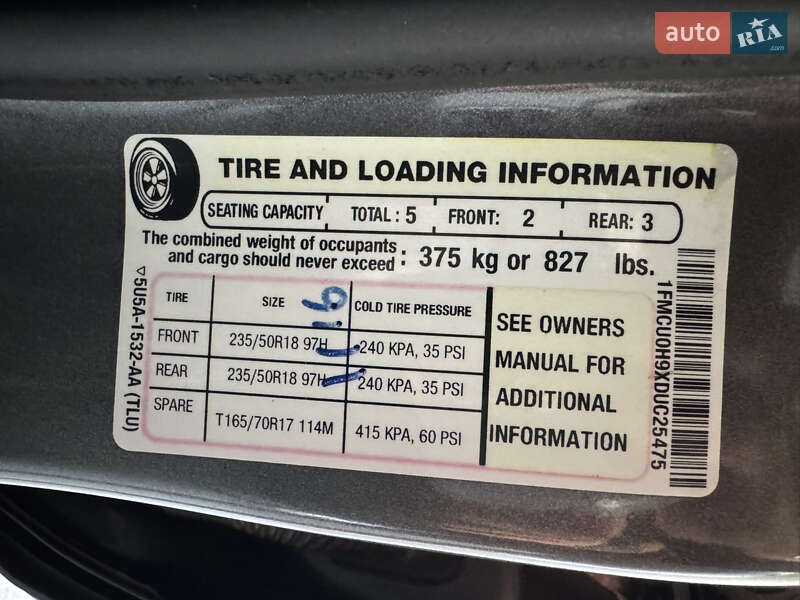 auto RIA .com
TIRE AND LOADING INFORMATION
SEATING CAPACITY TOTAL : 5 FRONT: 2 REAR: 3
The combined weight of occupants
and cargo should never exceed : 375 kg or 827 lbs.
TIRE SIZE COLD TIRE PRESSURE
FRONT 235/50R18 97H 240 KPA, 35 PSI
REAR 235/50R18 97H 240 KPA, 35 PSI
SPARE T165/70R17 114M 415 KPA, 60 PSI
SEE OWNERS
MANUAL FOR
ADDITIONAL
INFORMATION
5U5A-1532-AA (TLU)
1FMCU0H9XDUC25475